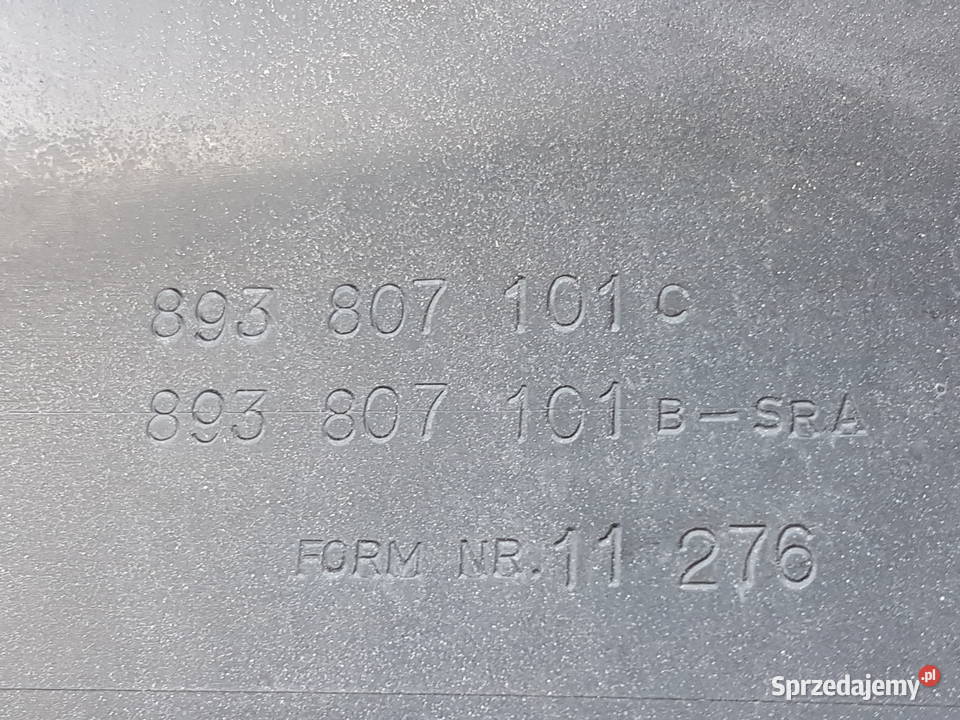 893 807 101 C
893 807 101 B-SRA
FORM NR. 11 276
Sprzedajemy.pl